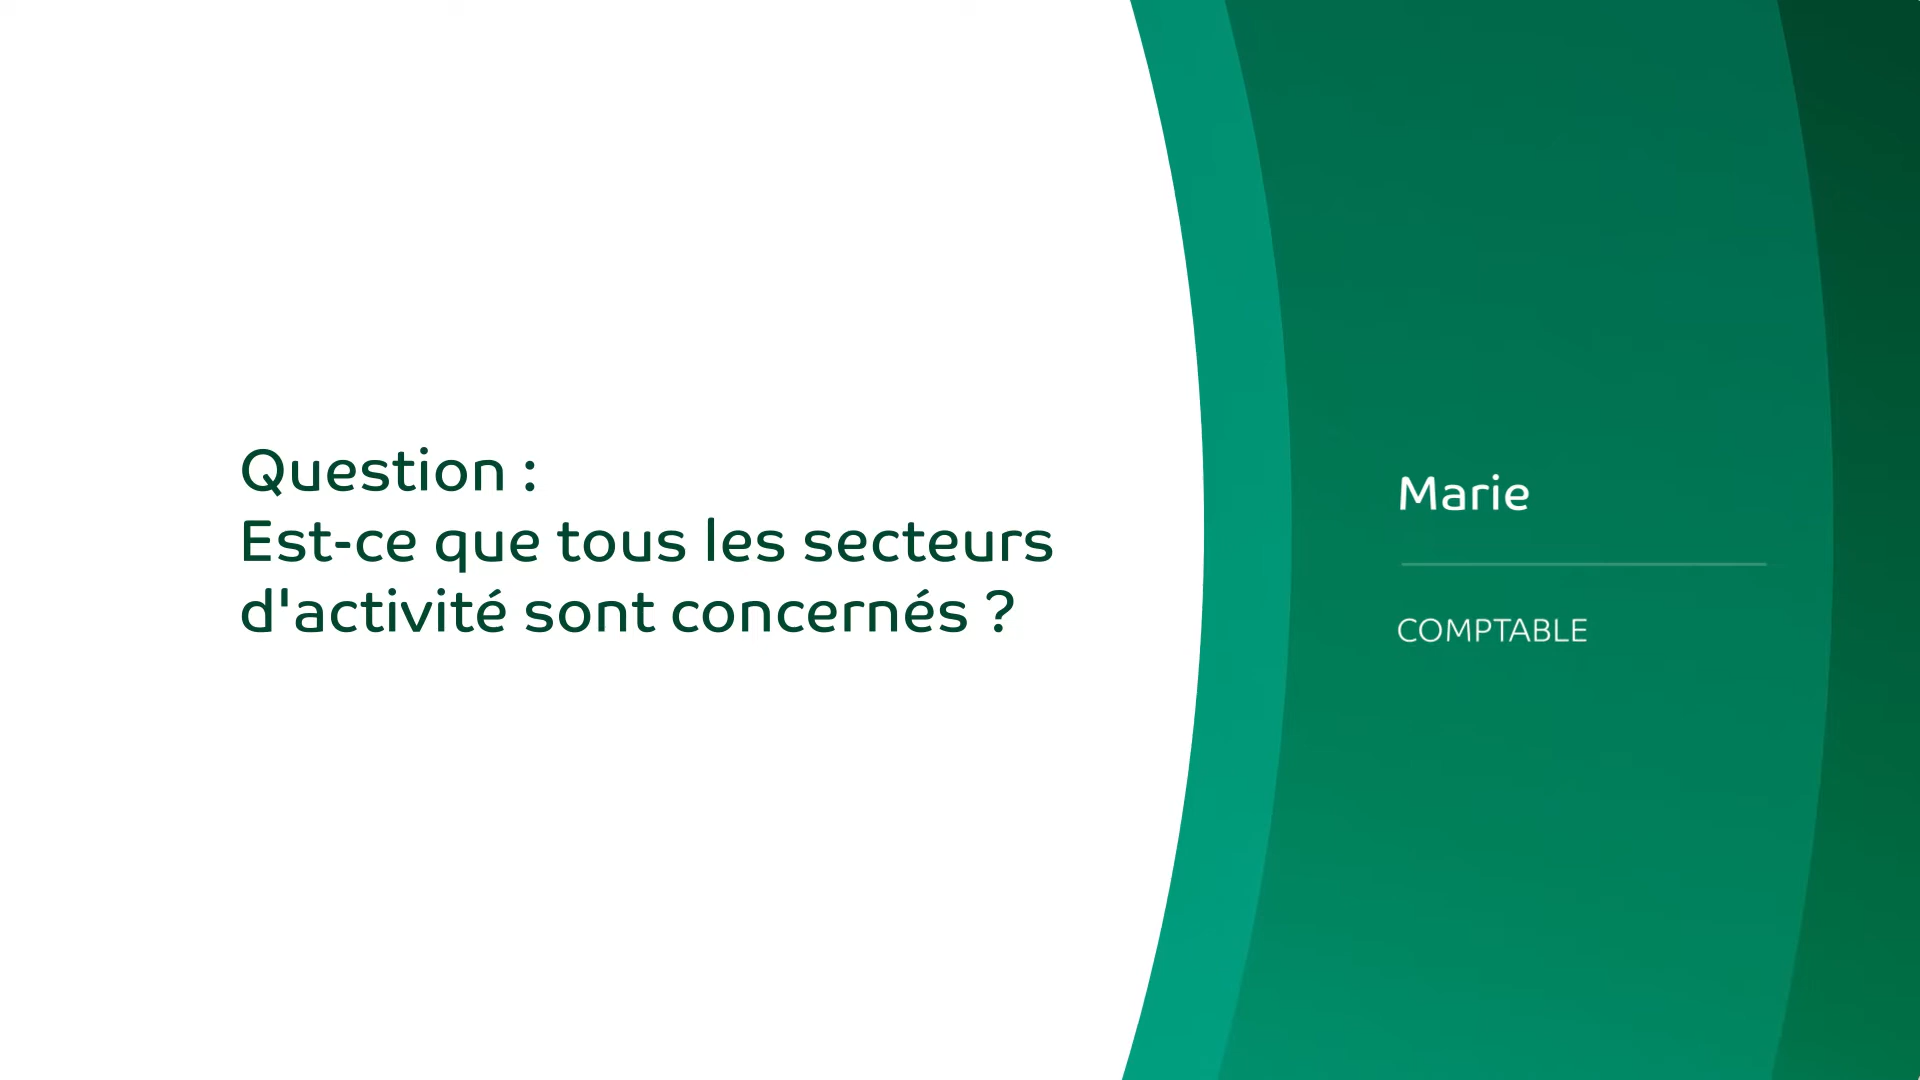 Question :
Est-ce que tous les secteurs
d'activité sont concernés ?
Marie
COMPTABLE